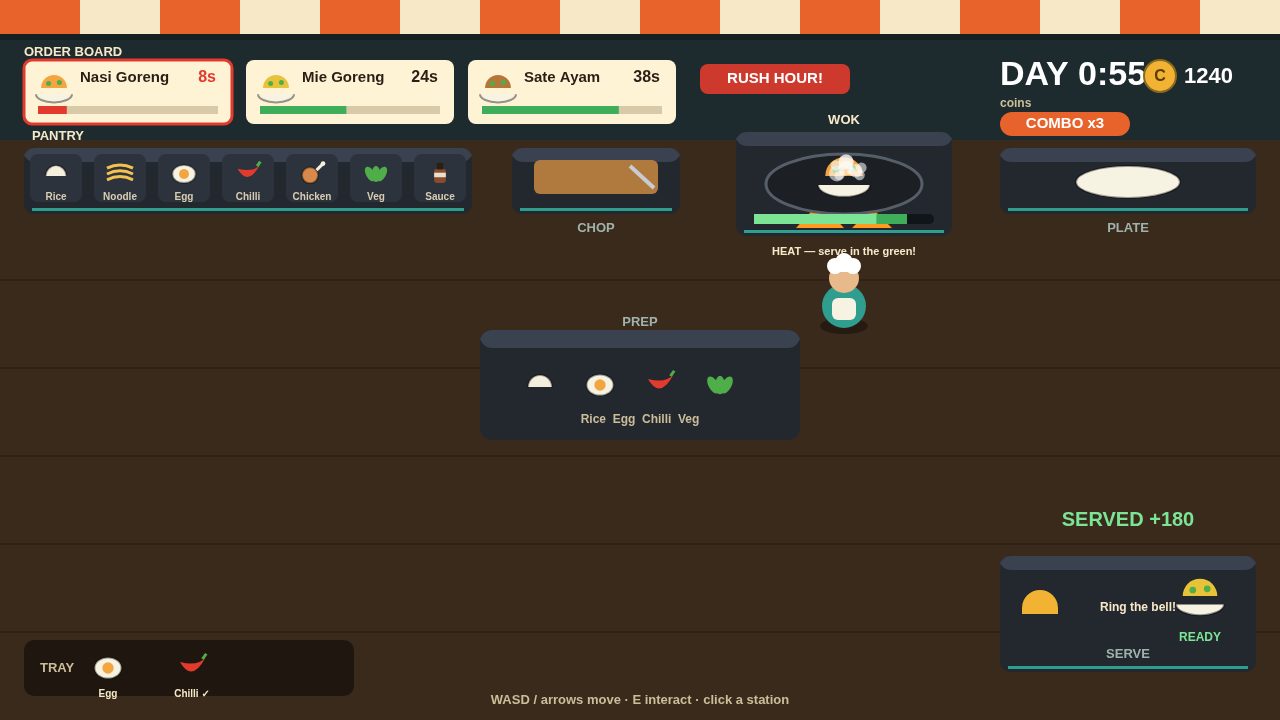 ORDER BOARD
Nasi Goreng 8s
Mie Goreng 24s
Sate Ayam 38s
RUSH HOUR!
DAY 0:55
C 1240
coins
COMBO x3
PANTRY
Rice Noodle Egg Chilli Chicken Veg Sauce
CHOP
WOK
HEAT — serve in the green!
PLATE
PREP
Rice Egg Chilli Veg
SERVED +180
Ring the bell!
READY
SERVE
TRAY
Egg Chilli ✓
WASD / arrows move · E interact · click a station